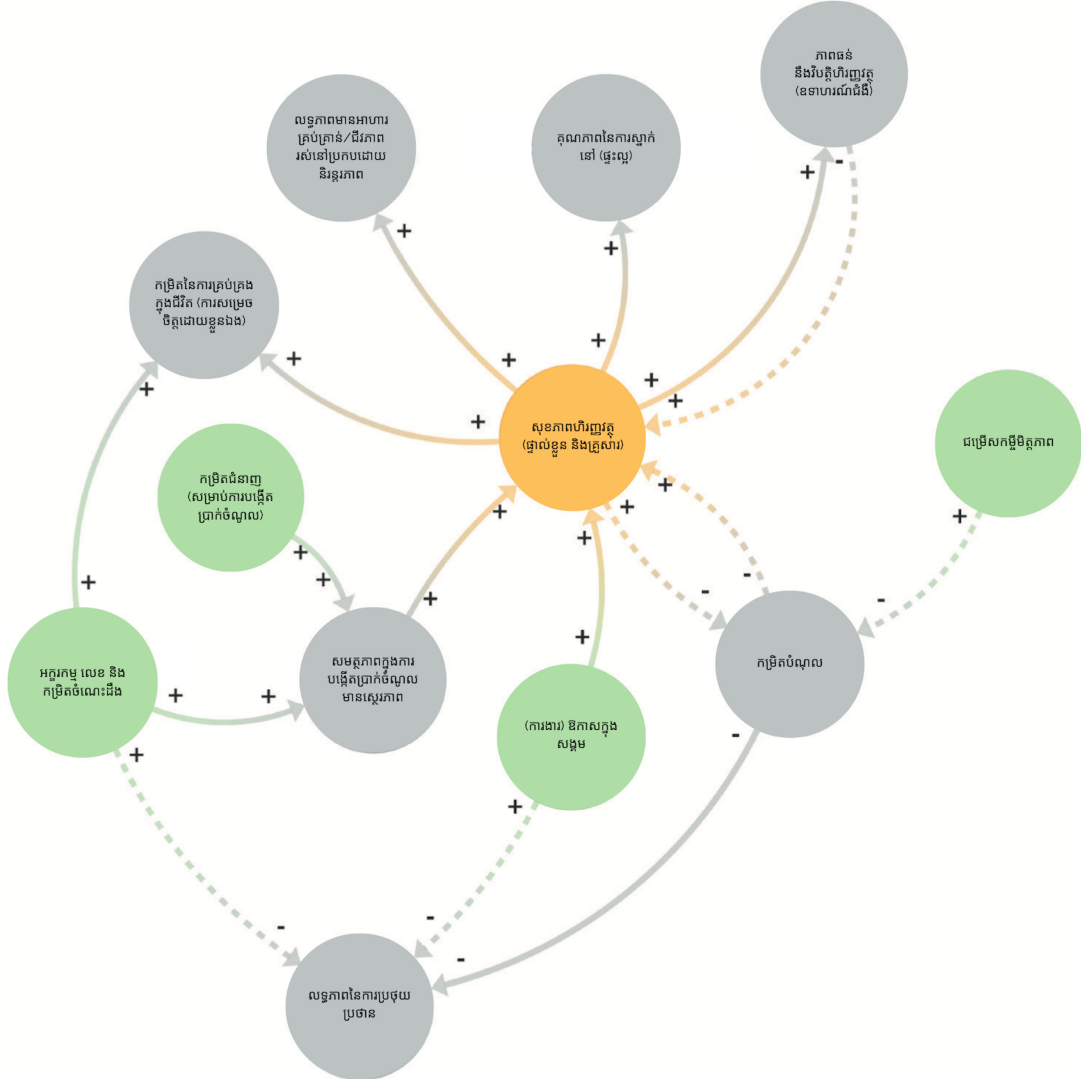 ភាពធន់
នឹងវិបត្តិហិរញ្ញវត្ថុ
(ឧទាហរណ៍ជំងឺ)
លទ្ធភាពមានអាហារ
គ្រប់គ្រាន់/ជីវភាព
រស់នៅប្រកបដោយ
និរន្តរភាព
គុណភាពនៃការស្នាក់
នៅ (ផ្ទះល្អ)
កម្រិតនៃការគ្រប់គ្រង
ក្នុងជីវិត (ការសម្រេច
ចិត្តដោយខ្លួនឯង)
សុខភាពហិរញ្ញវត្ថុ
(ផ្ទាល់ខ្លួន និងគ្រួសារ)
ជម្រើសកម្ចីមិត្តភាព
កម្រិតជំនាញ
(សម្រាប់ការបង្កើត
ប្រាក់ចំណូល)
សមត្ថភាពក្នុងការ
បង្កើតប្រាក់ចំណូល
មានស្ថេរភាព
កម្រិតបំណុល
អក្ខរកម្ម លេខ និង
កម្រិតចំណេះដឹង
(ការងារ) ឱកាសក្នុង
សង្គម
លទ្ធភាពនៃការប្រថុយ
ប្រថាន